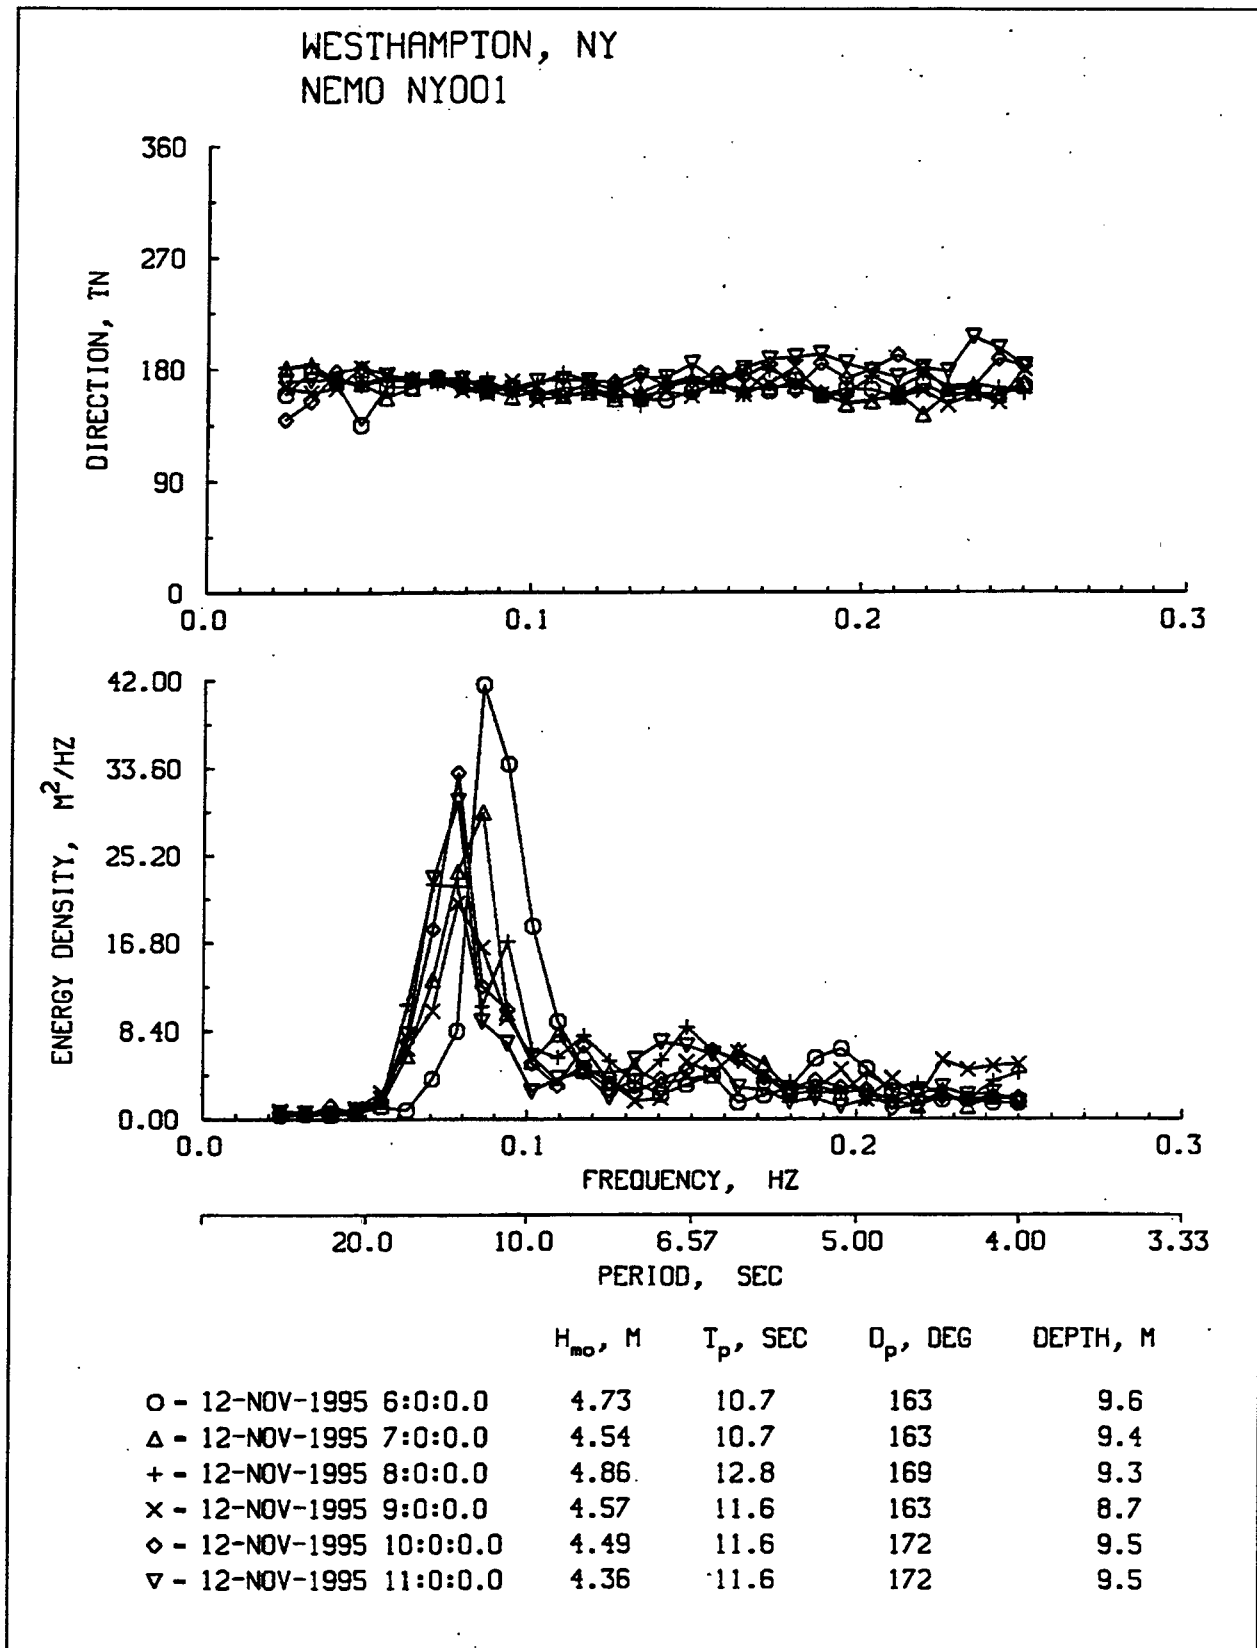 WESTHAMPTON, NY
NEMO NY001
360
270
180
90
0
DIRECTION, TN
0.0 0.1 0.2 0.3
42.00
33.60
25.20
16.80
8.40
0.00
ENERGY DENSITY, M²/HZ
0.0 0.1 0.2 0.3
FREQUENCY, HZ
20.0 10.0 6.57 5.00 4.00 3.33
PERIOD, SEC
Hmo, M Tp, SEC Dp, DEG DEPTH, M
○ - 12-NOV-1995 6:0:0.0 4.73 10.7 163 9.6
△ - 12-NOV-1995 7:0:0.0 4.54 10.7 163 9.4
+ - 12-NOV-1995 8:0:0.0 4.86 12.8 169 9.3
× - 12-NOV-1995 9:0:0.0 4.57 11.6 163 8.7
◇ - 12-NOV-1995 10:0:0.0 4.49 11.6 172 9.5
▽ - 12-NOV-1995 11:0:0.0 4.36 11.6 172 9.5